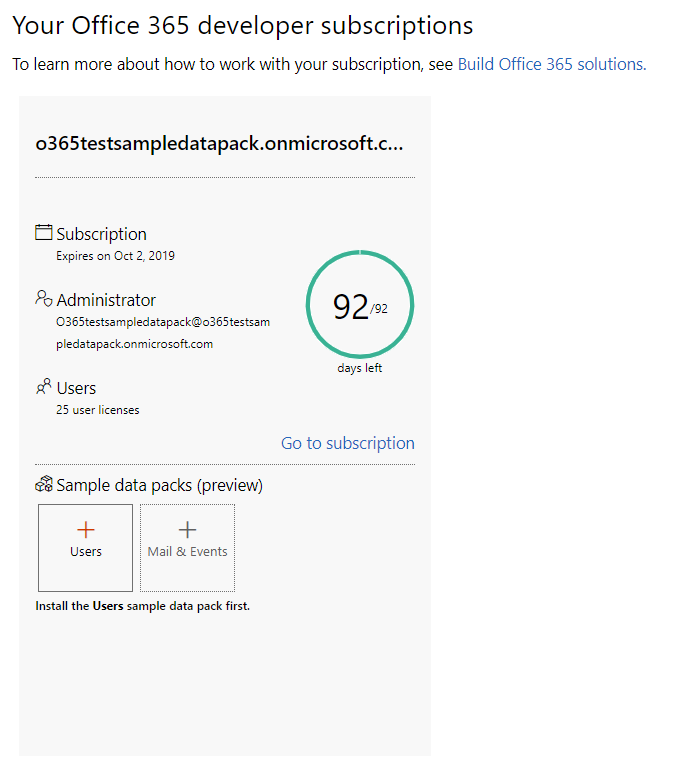 Your Office 365 developer subscriptions
To learn more about how to work with your subscription, see Build Office 365 solutions.
o365testsampledatapack.onmicrosoft.c...
Subscription
Expires on Oct 2, 2019
Administrator
O365testsampledatapack@o365testsam
pledatapack.onmicrosoft.com
92/92
days left
Users
25 user licenses
Go to subscription
Sample data packs (preview)
Users
Mail & Events
Install the Users sample data pack first.